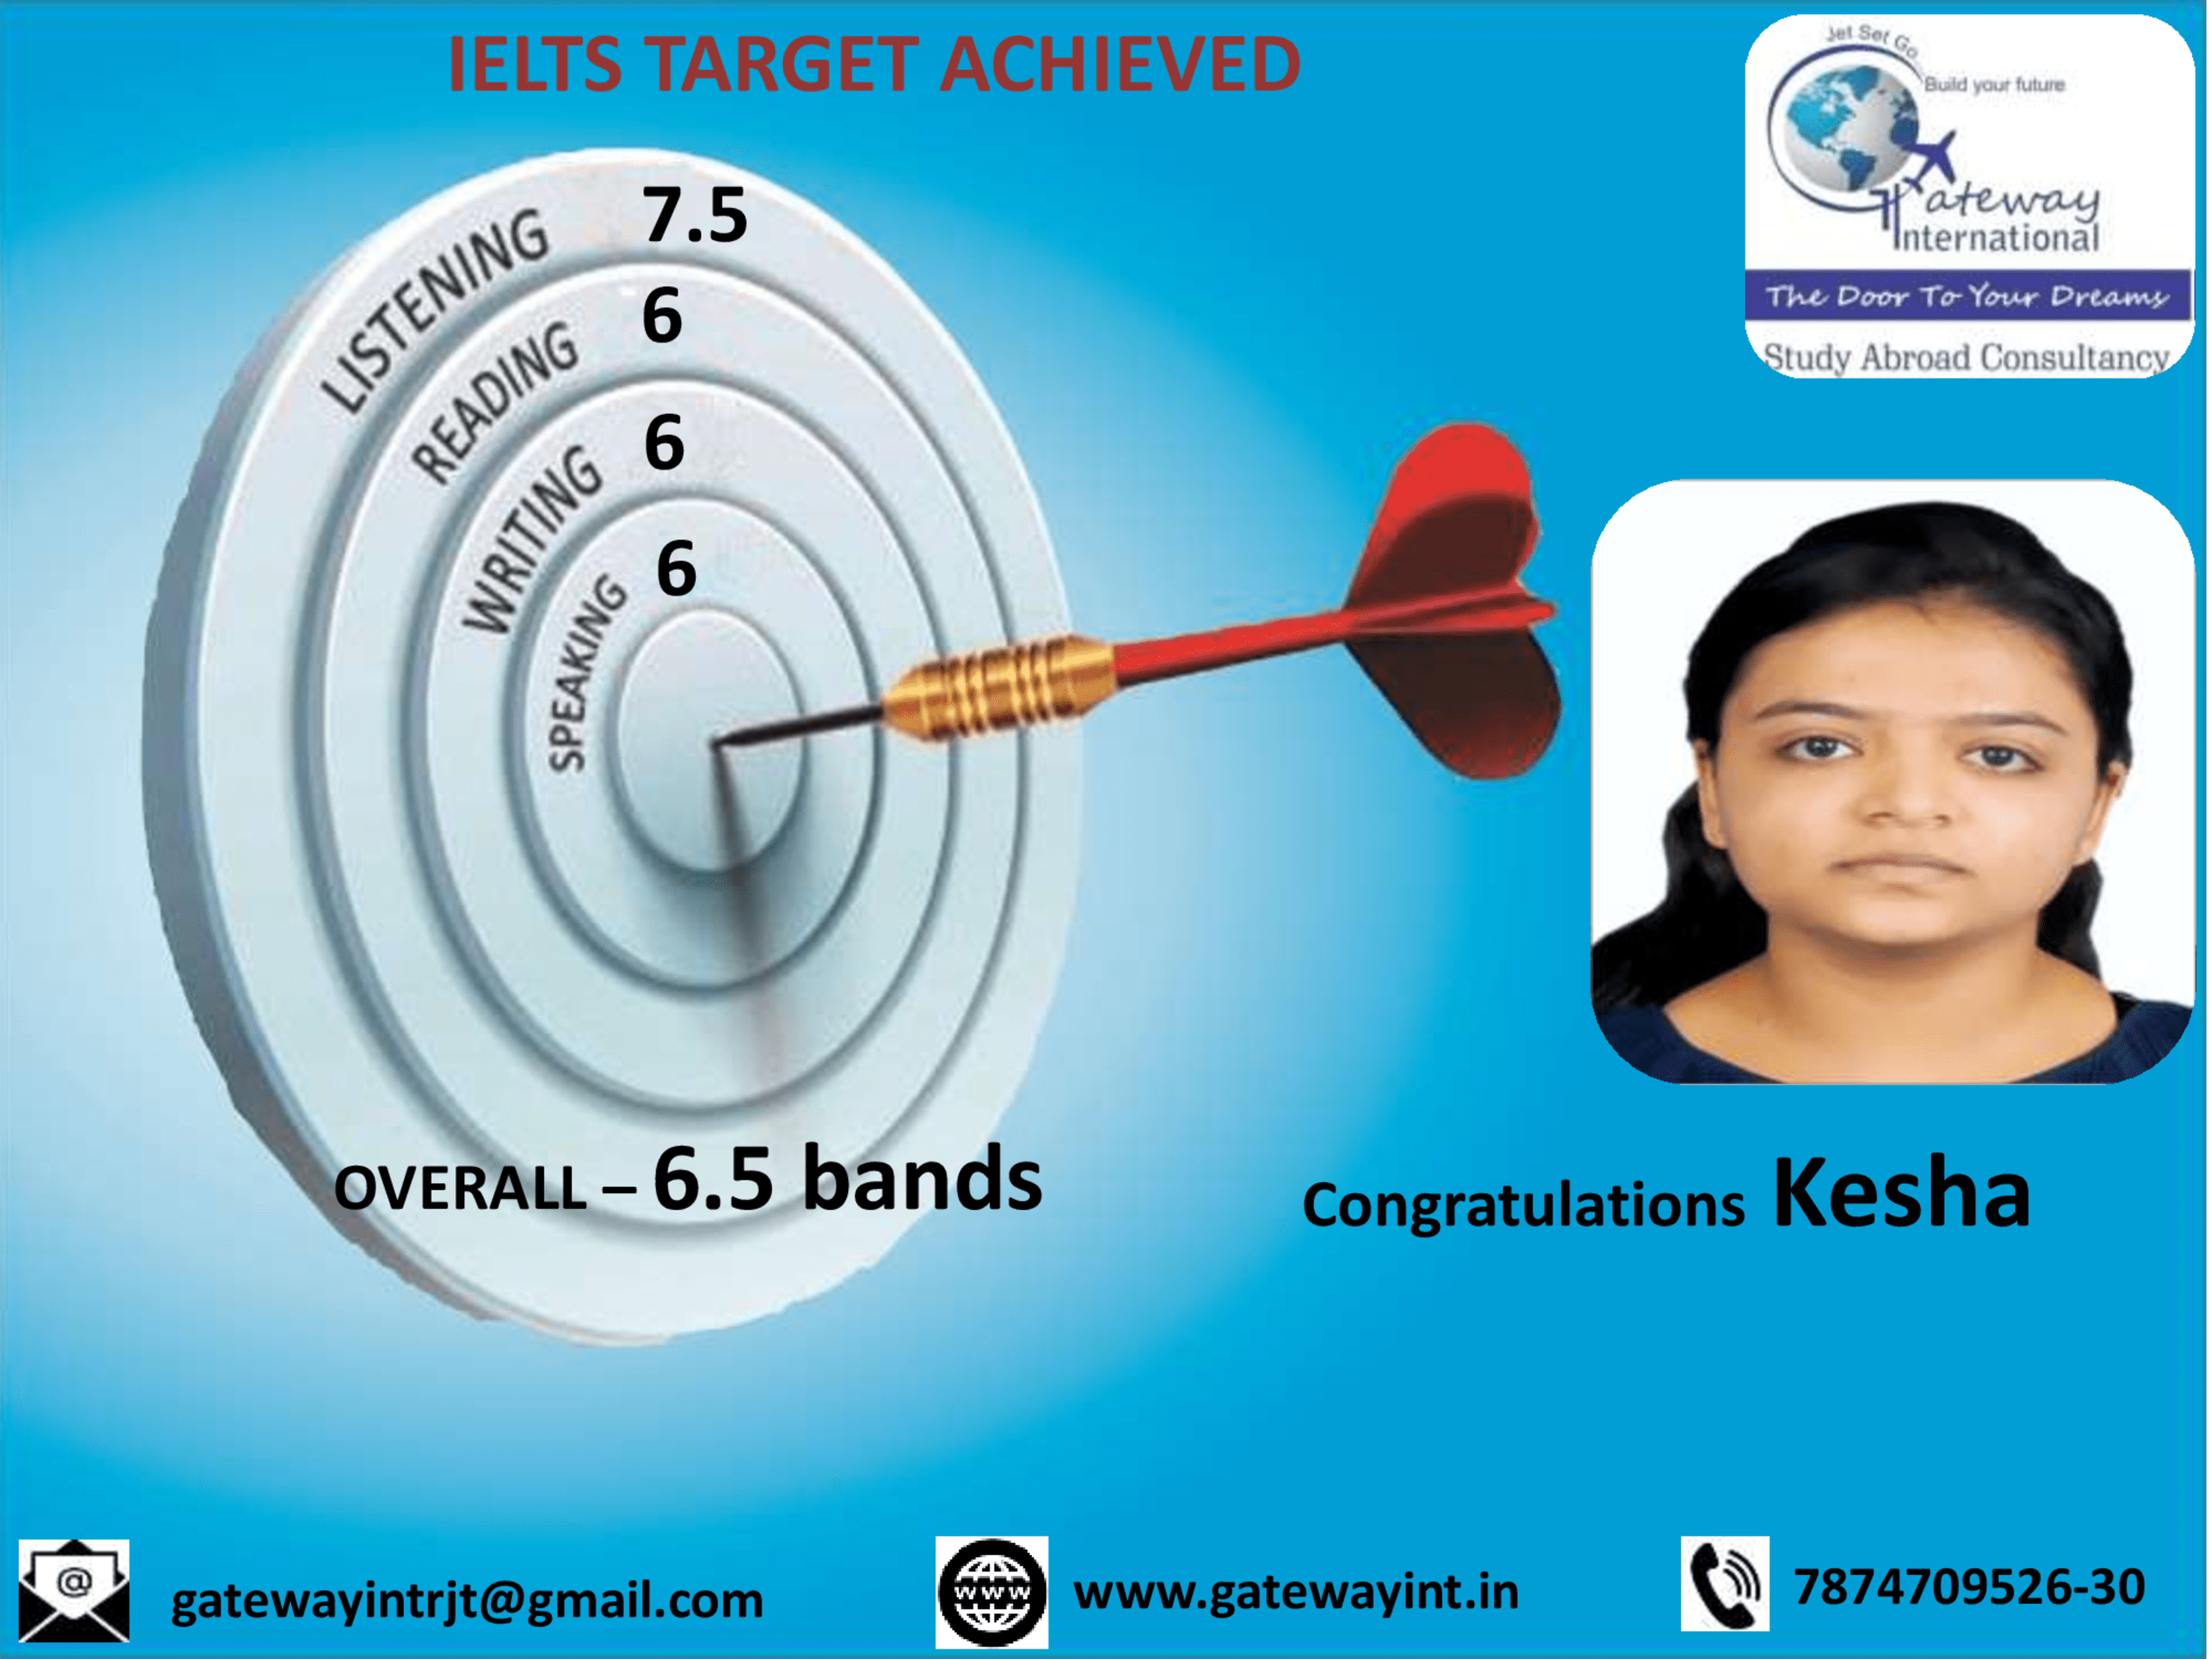 IELTS TARGET ACHIEVED
Jet Set Go
Build your future
Gateway
International
The Door To Your Dreams
Study Abroad Consultancy
LISTENING 7.5
READING 6
WRITING 6
SPEAKING 6
OVERALL – 6.5 bands
Congratulations Kesha
@
gatewayintrjt@gmail.com
www
www.gatewayint.in
7874709526-30